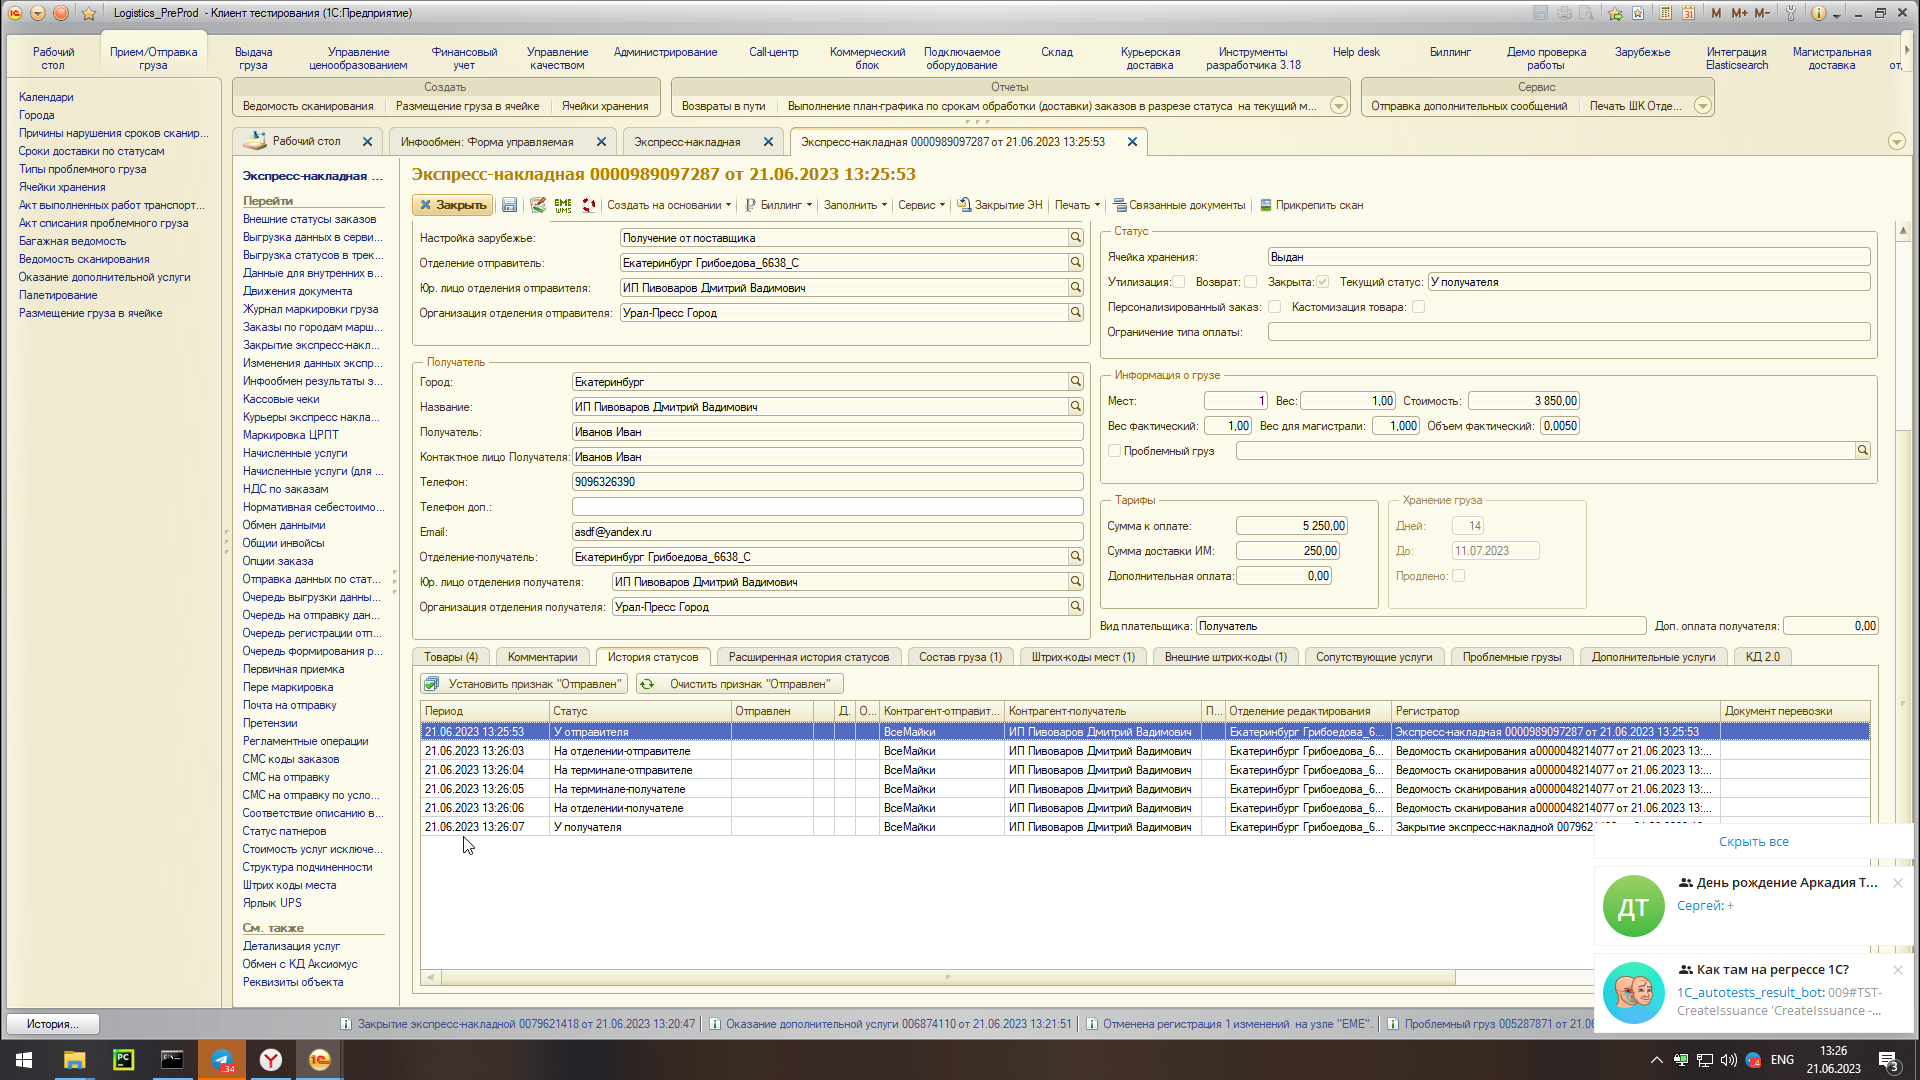 Logistics_PreProd - Клиент тестирования (1С:Предприятие)
M M+ M-
Рабочий стол
Прием/Отправка груза
Выдача груза
Управление ценообразованием
Финансовый учет
Управление качеством
Администрирование
Call-центр
Коммерческий блок
Подключаемое оборудование
Склад
Курьерская доставка
Инструменты разработчика 3.18
Help desk
Биллинг
Демо проверка работы
Зарубежье
Интеграция Elasticsearch
Магистральная доставка
Создать
Ведомость сканирования
Размещение груза в ячейке
Ячейки хранения
Отчеты
Возвраты в пути
Выполнение план-графика по срокам обработки (доставки) заказов в разрезе статуса на текущий м...
Сервис
Отправка дополнительных сообщений
Печать ШК Отде...
Календари
Города
Причины нарушения сроков сканир...
Сроки доставки по статусам
Типы проблемного груза
Ячейки хранения
Акт выполненных работ транспорт...
Акт списания проблемного груза
Багажная ведомость
Ведомость сканирования
Оказание дополнительной услуги
Палетирование
Размещение груза в ячейке
Рабочий стол
Инфообмен: Форма управляемая
Экспресс-накладная
Экспресс-накладная 0000989097287 от 21.06.2023 13:25:53
Экспресс-накладная ...
Перейти
Внешние статусы заказов
Выгрузка данных в серви...
Выгрузка статусов в трек...
Данные для внутренних в...
Движения документа
Журнал маркировки груза
Заказы по городам марш...
Закрытие экспресс-накл...
Изменения данных экспр...
Инфообмен результаты з...
Кассовые чеки
Курьеры экспресс накла...
Маркировка ЦРПТ
Начисленные услуги
Начисленные услуги (для ...
НДС по заказам
Нормативная себестоимо...
Обмен данными
Общии инвойсы
Опции заказа
Отправка данных по стат...
Очередь выгрузки данны...
Очередь на отправку дан...
Очередь регистрации отп...
Очередь формирования р...
Первичная приемка
Пере маркировка
Почта на отправку
Претензии
Регламентные операции
СМС коды заказов
СМС на отправку
СМС на отправку по усло...
Соответствие описанию в...
Статус патнеров
Стоимость услуг исключе...
Структура подчиненности
Штрих коды места
Ярлык UPS
См. также
Детализация услуг
Обмен с КД Аксиомус
Реквизиты объекта
Экспресс-накладная 0000989097287 от 21.06.2023 13:25:53
Закрыть
EME WMS
Создать на основании
Биллинг
Заполнить
Сервис
Закрытие ЭН
Печать
Связанные документы
Прикрепить скан
Настройка зарубежье: Получение от поставщика
Отделение отправитель: Екатеринбург Грибоедова_6638_С
Юр. лицо отделения отправителя: ИП Пивоваров Дмитрий Вадимович
Организация отделения отправителя: Урал-Пресс Город
Получатель
Город: Екатеринбург
Название: ИП Пивоваров Дмитрий Вадимович
Получатель: Иванов Иван
Контактное лицо Получателя: Иванов Иван
Телефон: 9096326390
Телефон доп.:
Email: asdf@yandex.ru
Отделение-получатель: Екатеринбург Грибоедова_6638_С
Юр. лицо отделения получателя: ИП Пивоваров Дмитрий Вадимович
Организация отделения получателя: Урал-Пресс Город
Статус
Ячейка хранения: Выдан
Утилизация: Возврат: Закрыта: Текущий статус: У получателя
Персонализированный заказ: Кастомизация товара:
Ограничение типа оплаты:
Информация о грузе
Мест: 1 Вес: 1,00 Стоимость: 3 850,00
Вес фактический: 1,00 Вес для магистрали: 1,000 Объем фактический: 0,0050
Проблемный груз
Тарифы
Сумма к оплате: 5 250,00
Сумма доставки ИМ: 250,00
Дополнительная оплата: 0,00
Хранение груза
Дней: 14
До: 11.07.2023
Продлено:
Вид плательщика: Получатель Доп. оплата получателя: 0,00
Товары (4)
Комментарии
История статусов
Расширенная история статусов
Состав груза (1)
Штрих-коды мест (1)
Внешние штрих-коды (1)
Сопутствующие услуги
Проблемные грузы
Дополнительные услуги
КД 2.0
Установить признак "Отправлен"
Очистить признак "Отправлен"
Период Статус Отправлен Д. О... Контрагент-отправит... Контрагент-получатель П... Отделение редактирования Регистратор Документ перевозки
21.06.2023 13:25:53 У отправителя ВсеМайки ИП Пивоваров Дмитрий Вадимович Екатеринбург Грибоедова_6... Экспресс-накладная 0000989097287 от 21.06.2023 13:25:53
21.06.2023 13:26:03 На отделении-отправителе ВсеМайки ИП Пивоваров Дмитрий Вадимович Екатеринбург Грибоедова_6... Ведомость сканирования а0000048214077 от 21.06.2023 13:...
21.06.2023 13:26:04 На терминале-отправителе ВсеМайки ИП Пивоваров Дмитрий Вадимович Екатеринбург Грибоедова_6... Ведомость сканирования а0000048214077 от 21.06.2023 13:...
21.06.2023 13:26:05 На терминале-получателе ВсеМайки ИП Пивоваров Дмитрий Вадимович Екатеринбург Грибоедова_6... Ведомость сканирования а0000048214077 от 21.06.2023 13:...
21.06.2023 13:26:06 На отделении-получателе ВсеМайки ИП Пивоваров Дмитрий Вадимович Екатеринбург Грибоедова_6... Ведомость сканирования а0000048214077 от 21.06.2023 13:...
21.06.2023 13:26:07 У получателя ВсеМайки ИП Пивоваров Дмитрий Вадимович Екатеринбург Грибоедова_6... Закрытие экспресс-накладной
Скрыть все
ДТ
День рождение Аркадия Т...
Сергей: +
Как там на регрессе 1С?
1C_autotests_result_bot: 009#TST-
CreateIssuance 'CreateIssuance -...
История...
Закрытие экспресс-накладной 0079621418 от 21.06.2023 13:20:47
Оказание дополнительной услуги 006874110 от 21.06.2023 13:21:51
Отменена регистрация 1 изменений на узле "EME".
Проблемный груз 005287871 от 21.06
PC
34
ENG
13:26
21.06.2023
3